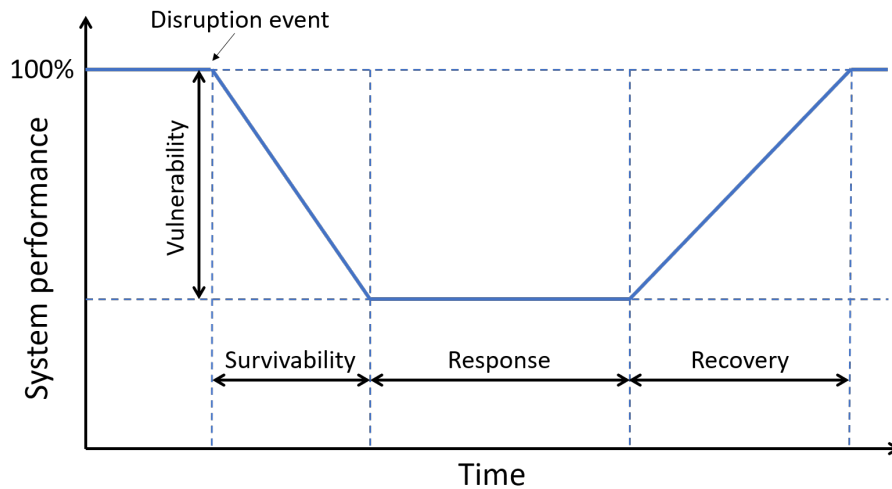 Disruption event
100%
System performance
Vulnerability
Survivability
Response
Recovery
Time